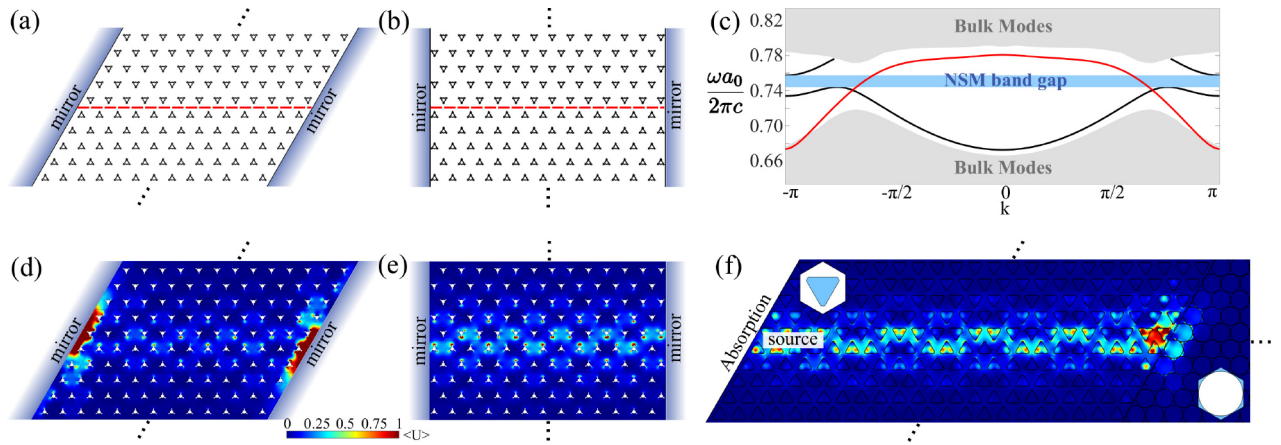 (a)
mirror
mirror
(b)
mirror
mirror
(c)
ωa₀
2πc
0.82
0.78
0.74
0.70
0.66
Bulk Modes
NSM band gap
Bulk Modes
-π
-π/2
0
π/2
π
k
(d)
mirror
mirror
0 0.25 0.75 1 <U>
(e)
mirror
mirror
(f)
Absorption
source